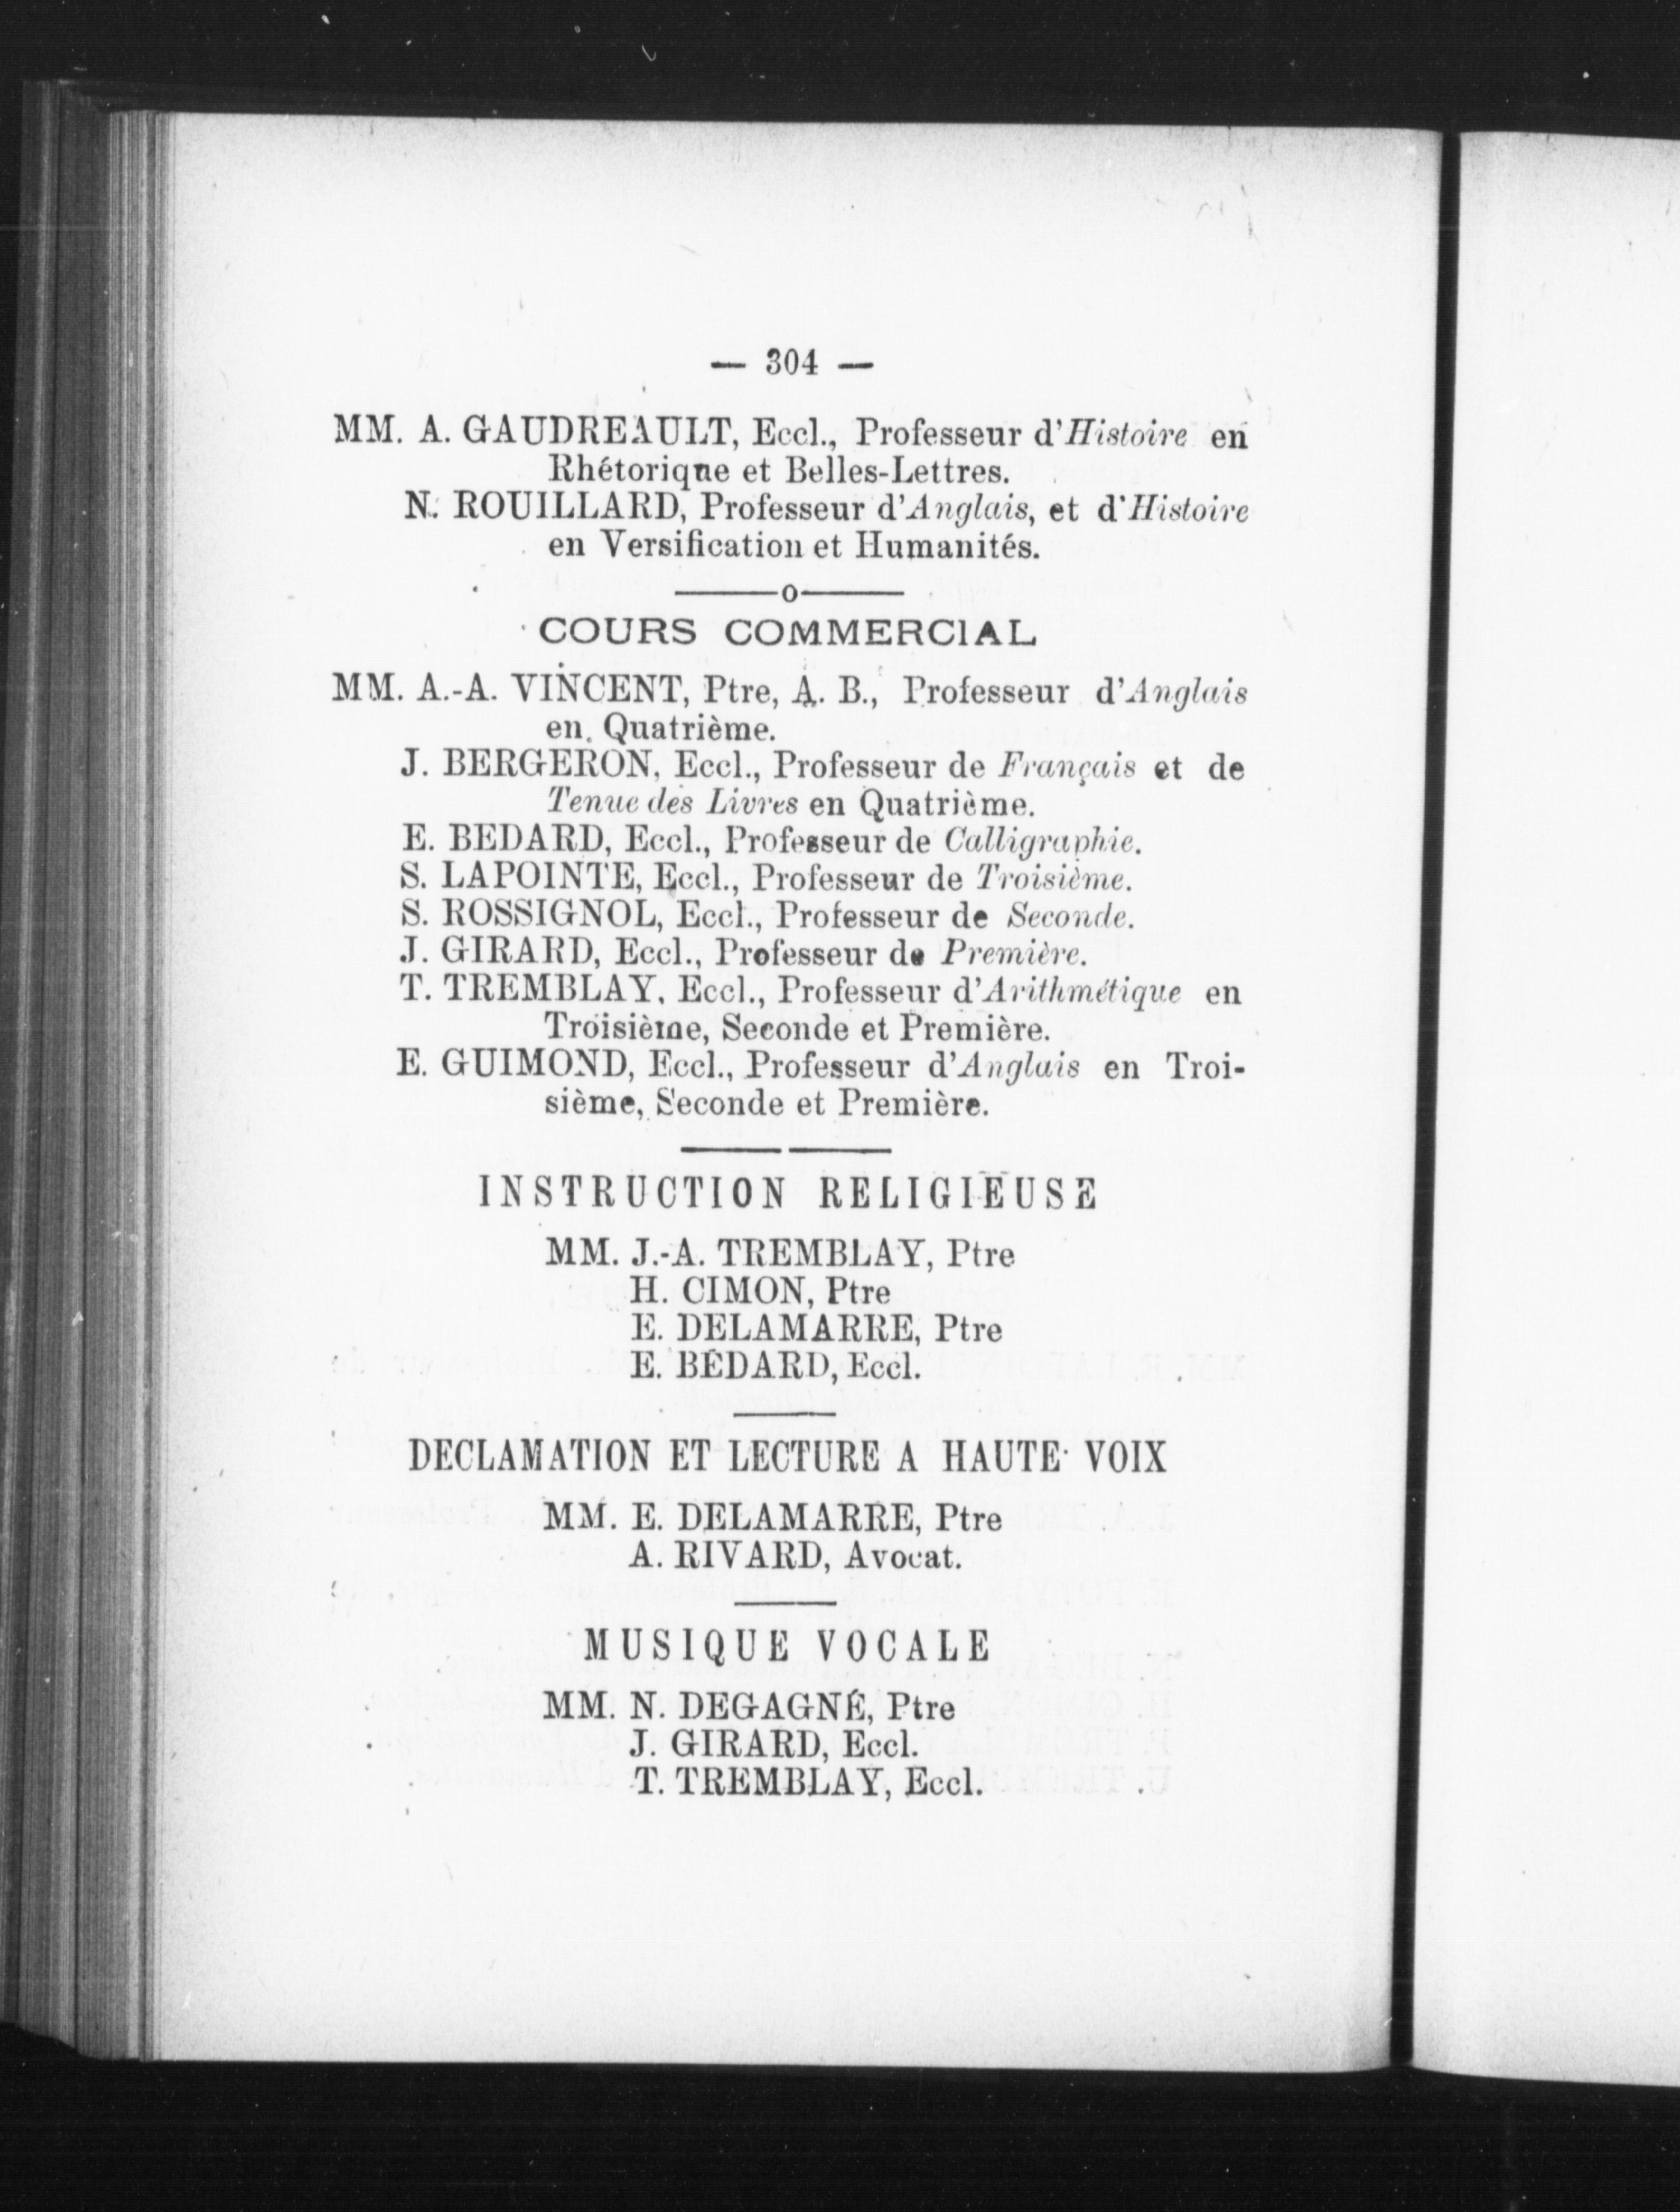 — 304 —
MM. A. GAUDREAULT, Eccl., Professeur d'Histoire en
Rhétorique et Belles-Lettres.
N. ROUILLARD, Professeur d'Anglais, et d'Histoire
en Versification et Humanités.
———o———
COURS COMMERCIAL
MM. A.-A. VINCENT, Ptre, A. B., Professeur d'Anglais
en Quatrième.
J. BERGERON, Eccl., Professeur de Français et de
Tenue des Livres en Quatrième.
E. BEDARD, Eccl., Professeur de Calligraphie.
S. LAPOINTE, Eccl., Professeur de Troisième.
S. ROSSIGNOL, Eccl., Professeur de Seconde.
J. GIRARD, Eccl., Professeur de Première.
T. TREMBLAY, Eccl., Professeur d'Arithmétique en
Troisième, Seconde et Première.
E. GUIMOND, Eccl., Professeur d'Anglais en Troi-
sième, Seconde et Première.
INSTRUCTION RELIGIEUSE
MM. J.-A. TREMBLAY, Ptre
H. CIMON, Ptre
E. DELAMARRE, Ptre
E. BÉDARD, Eccl.
DECLAMATION ET LECTURE A HAUTE VOIX
MM. E. DELAMARRE, Ptre
A. RIVARD, Avocat.
MUSIQUE VOCALE
MM. N. DEGAGNÉ, Ptre
J. GIRARD, Eccl.
T. TREMBLAY, Eccl.